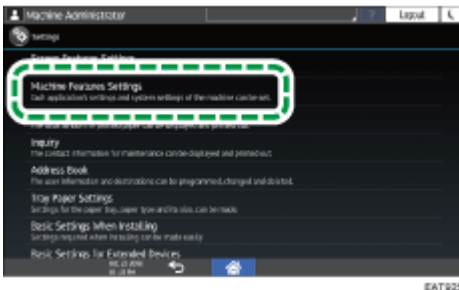 Machine Administrator
?
Logout
Settings
Screen Features Settings
Machine Features Settings
Each application's settings and system settings of the machine can be set.
Inquiry
The contact information for maintenance can be displayed and printed out.
Address Book
The user information and destinations can be programmed, changed and deleted.
Tray Paper Settings
Settings for the paper tray, paper type and its size, can be made.
Basic Settings When Installing
Settings required when installing can be made easily.
Basic Settings for Extended Devices